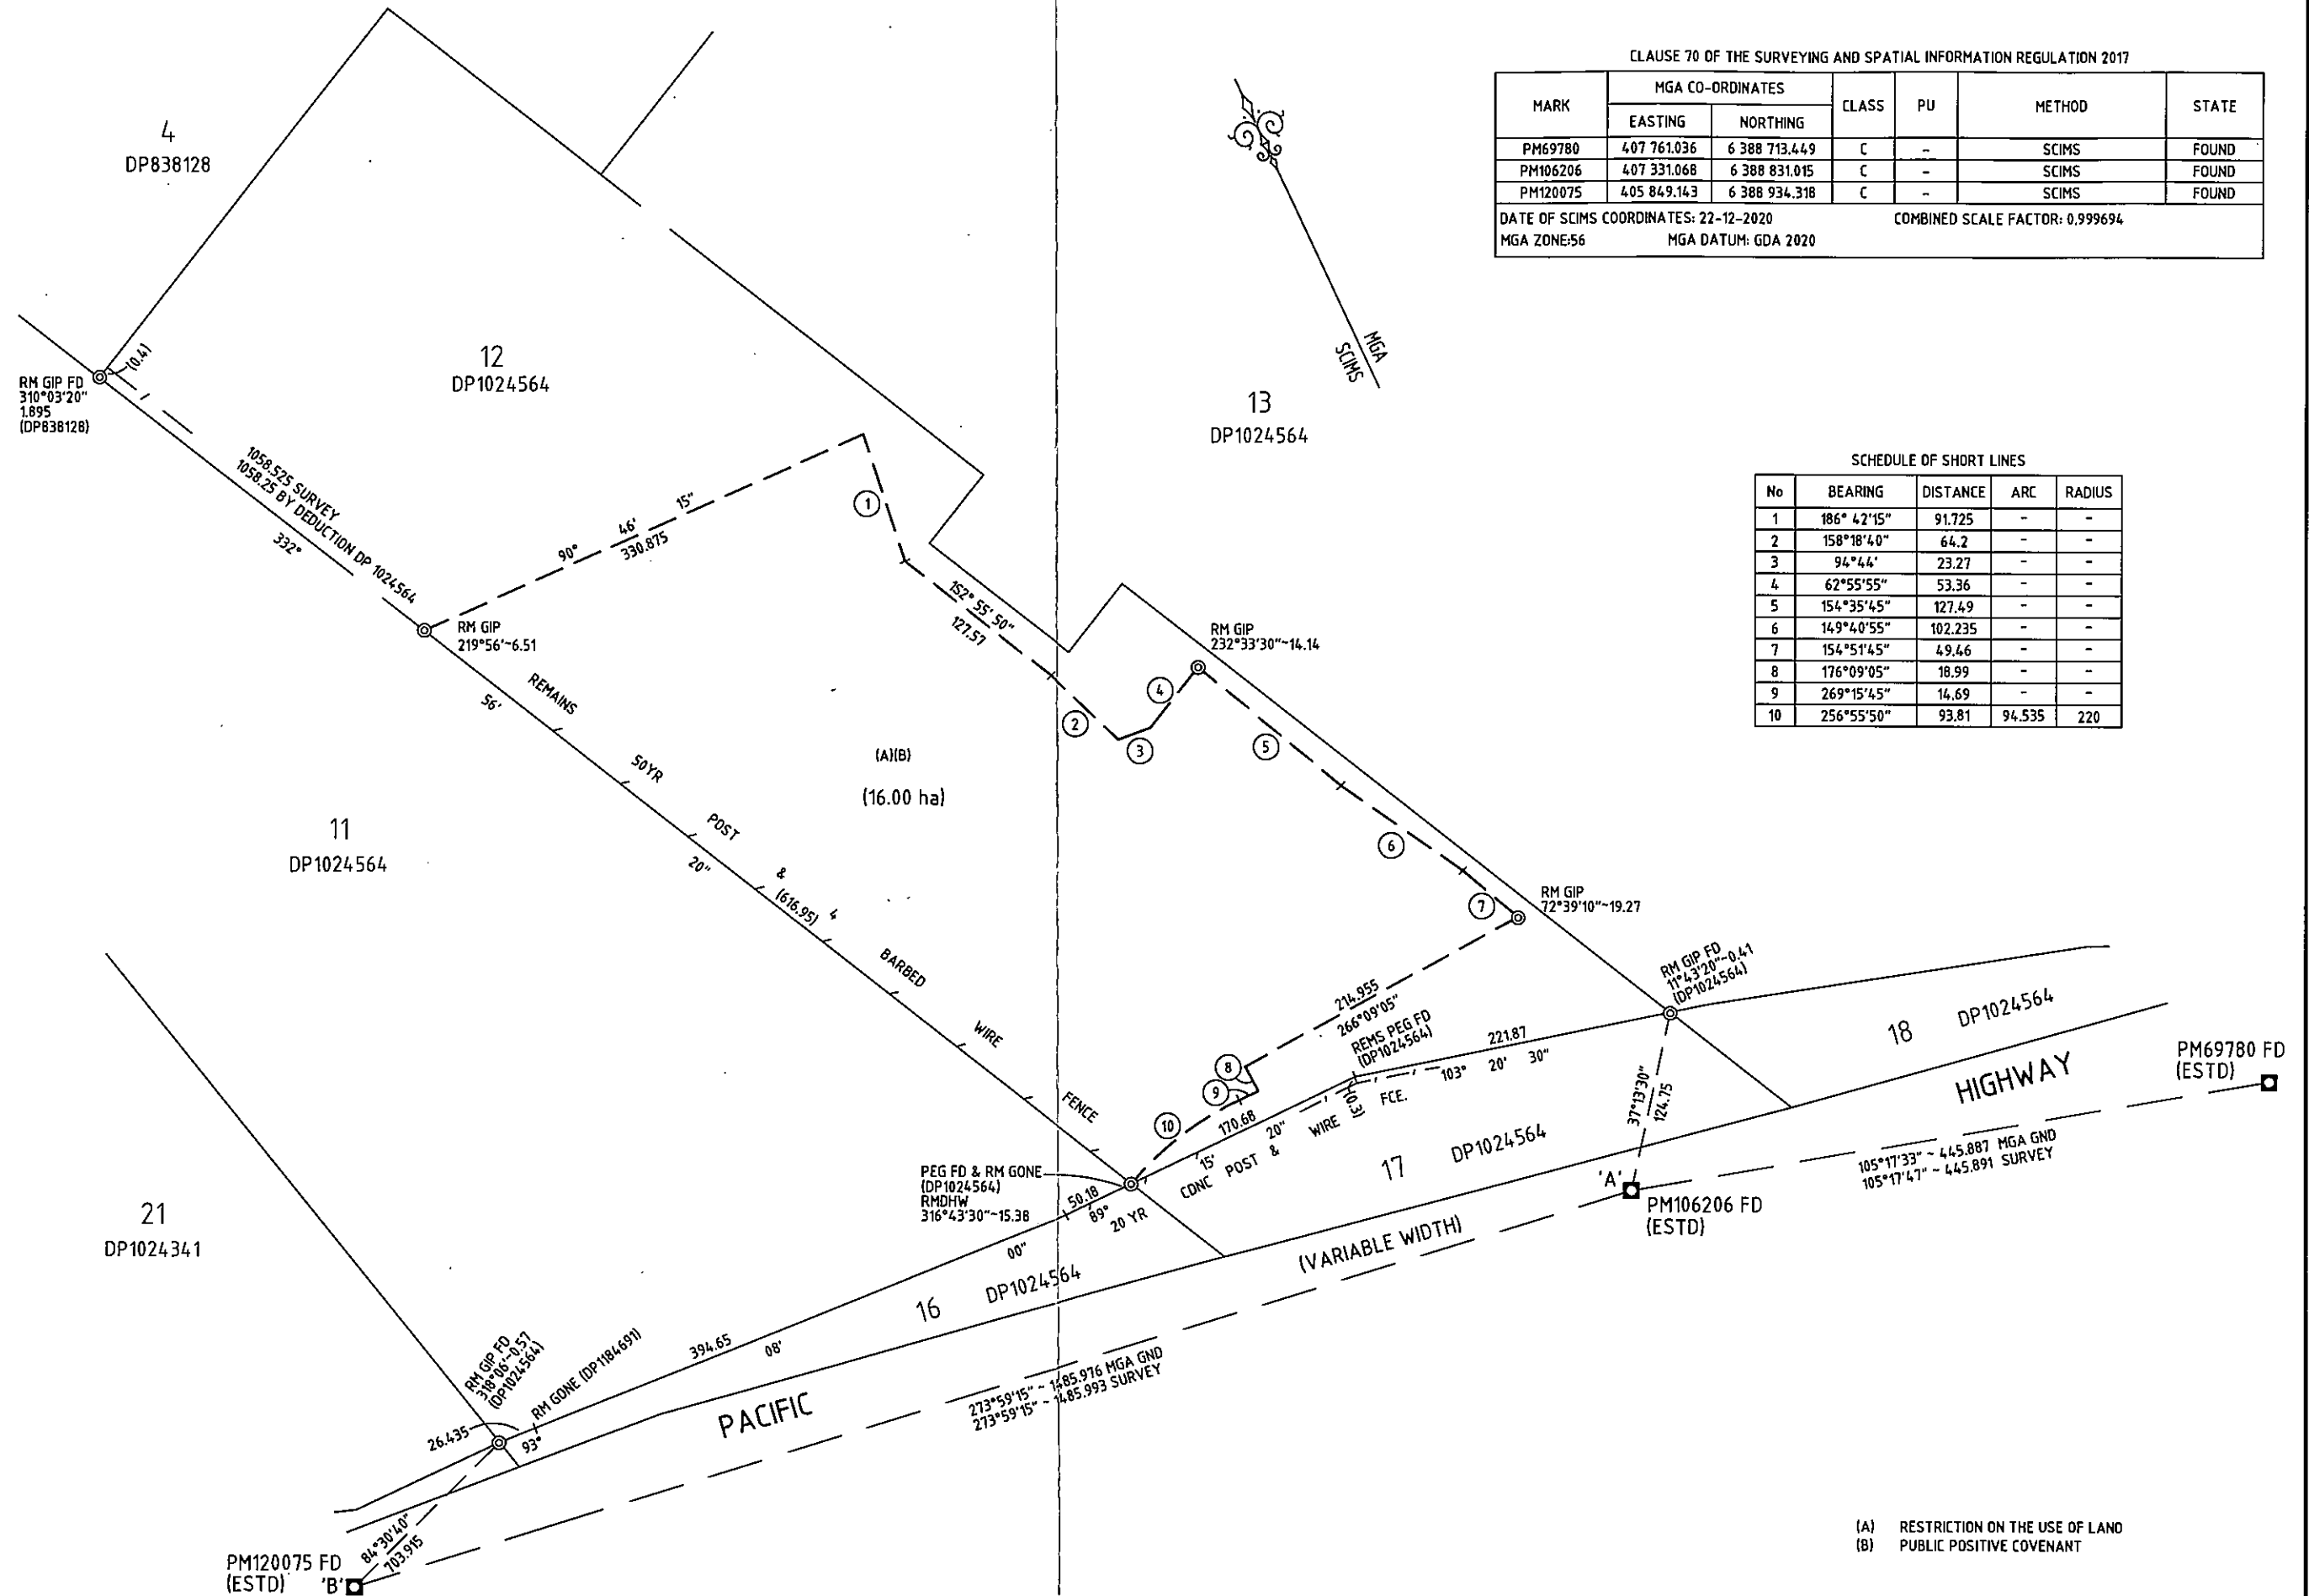 CLAUSE 70 OF THE SURVEYING AND SPATIAL INFORMATION REGULATION 2017
MARK MGA CO-ORDINATES CLASS PU METHOD STATE
EASTING NORTHING
PM69780 407 761.036 6 388 713.449 C - SCIMS FOUND
PM106206 407 331.068 6 388 831.015 C - SCIMS FOUND
PM120075 405 849.143 6 388 934.318 C - SCIMS FOUND
DATE OF SCIMS COORDINATES: 22-12-2020 COMBINED SCALE FACTOR: 0.999694
MGA ZONE:56 MGA DATUM: GDA 2020
4
DP838128
12
DP1024564
13
DP1024564
MGA
SCIMS
(0.4)
RM GIP FD
310°03'20"
1.895
(DP838128)
1058.525 SURVEY
1058.25 BY DEDUCTION DP 1024564
332°
56'
20"
90° 46' 15"
330.875
1
RM GIP
219°56'~6.51
152° 55' 50"
127.57
RM GIP
232°33'30"~14.14
2
3
4
5
6
7
SCHEDULE OF SHORT LINES
No BEARING DISTANCE ARC RADIUS
1 186° 42'15" 91.725 - -
2 158°18'40" 64.2 - -
3 94°44' 23.27 - -
4 62°55'55" 53.36 - -
5 154°35'45" 127.49 - -
6 149°40'55" 102.235 - -
7 154°51'45" 49.46 - -
8 176°09'05" 18.99 - -
9 269°15'45" 14.69 - -
10 256°55'50" 93.81 94.535 220
REMAINS 50YR POST & 4 BARBED WIRE FENCE
(616.95)
(A)(B)
(16.00 ha)
11
DP1024564
RM GIP
72°39'10"~19.27
RM GIP FD
11°43'20"~0.41
(DP1024564)
214.955
266°09'05"
REMS PEG FD
(DP1024564)
221.87
103° 20' 30"
8
9
10
170.68
89° 15' 20"
(0.3)
20 YR CONC POST & WIRE FCE.
37°13'30"
124.75
18 DP1024564
17 DP1024564
HIGHWAY
PM69780 FD
(ESTD)
105°17'33" ~ 445.887 MGA GND
105°17'47" ~ 445.891 SURVEY
'A'
PM106206 FD
(ESTD)
(VARIABLE WIDTH)
PEG FD & RM GONE
(DP1024564)
RMDHW
316°43'30"~15.38
50.18
21
DP1024341
16 DP1024564
394.65
93° 08' 00"
RM GIP FD
318°06'~0.57
(DP1024564)
RM GONE (DP1184691)
26.435
PACIFIC
273°59'15" ~ 1485.976 MGA GND
273°59'15" ~ 1485.993 SURVEY
84°30'40"
703.915
PM120075 FD
(ESTD) 'B'
(A) RESTRICTION ON THE USE OF LAND
(B) PUBLIC POSITIVE COVENANT